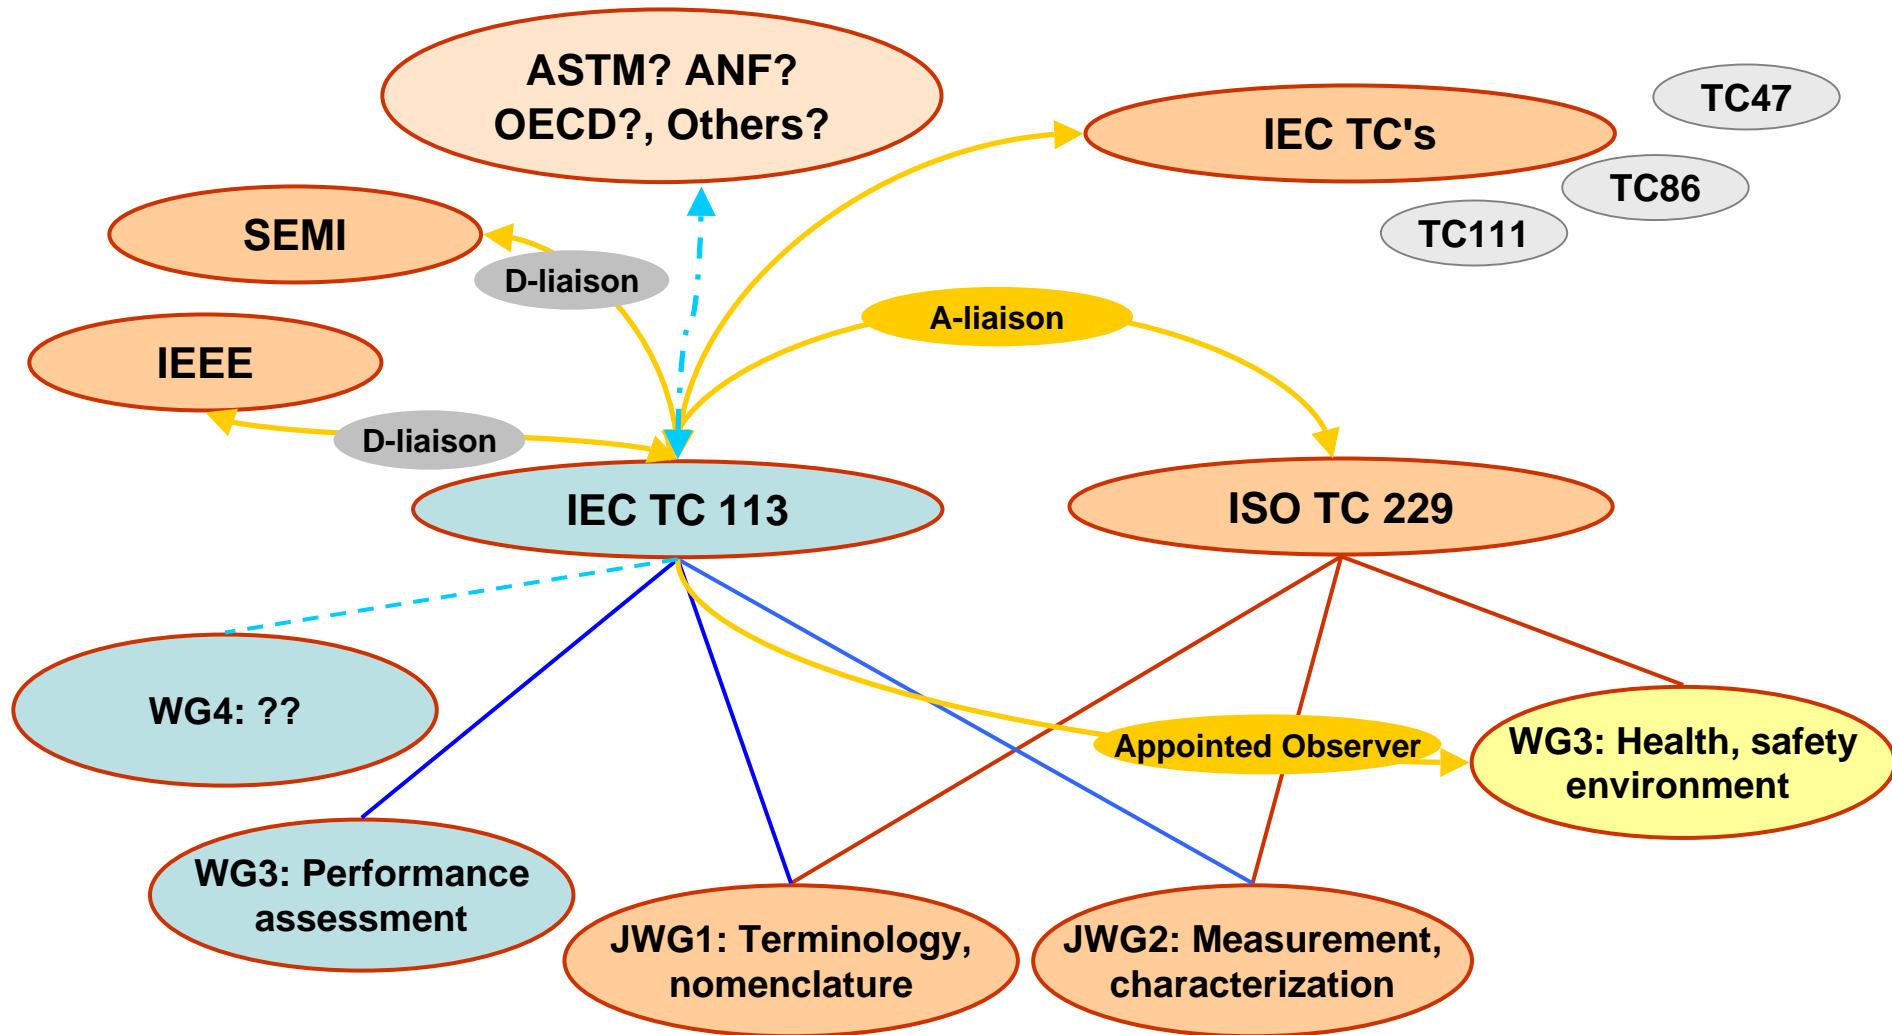 ASTM? ANF?
OECD?, Others?
IEC TC's
TC47
TC86
TC111
SEMI
D-liaison
A-liaison
IEEE
D-liaison
IEC TC 113
ISO TC 229
WG4: ??
Appointed Observer
WG3: Health, safety
environment
WG3: Performance
assessment
JWG1: Terminology,
nomenclature
JWG2: Measurement,
characterization